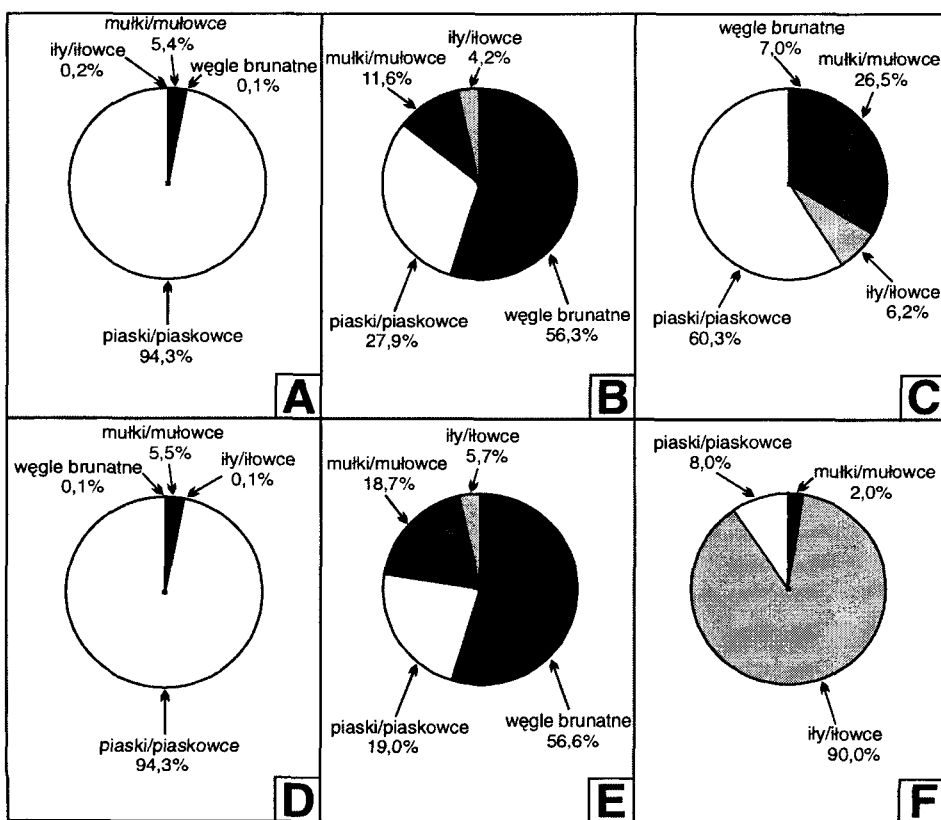 mułki/mułowce
5,4%
iły/iłowce
0,2%
węgle brunatne
0,1%
piaski/piaskowce
94,3%
A
iły/iłowce
4,2%
mułki/mułowce
11,6%
piaski/piaskowce
27,9%
węgle brunatne
56,3%
B
węgle brunatne
7,0%
mułki/mułowce
26,5%
iły/iłowce
6,2%
piaski/piaskowce
60,3%
C
mułki/mułowce
5,5%
węgle brunatne
0,1%
iły/iłowce
0,1%
piaski/piaskowce
94,3%
D
iły/iłowce
5,7%
mułki/mułowce
18,7%
piaski/piaskowce
19,0%
węgle brunatne
56,6%
E
piaski/piaskowce
8,0%
mułki/mułowce
2,0%
iły/iłowce
90,0%
F